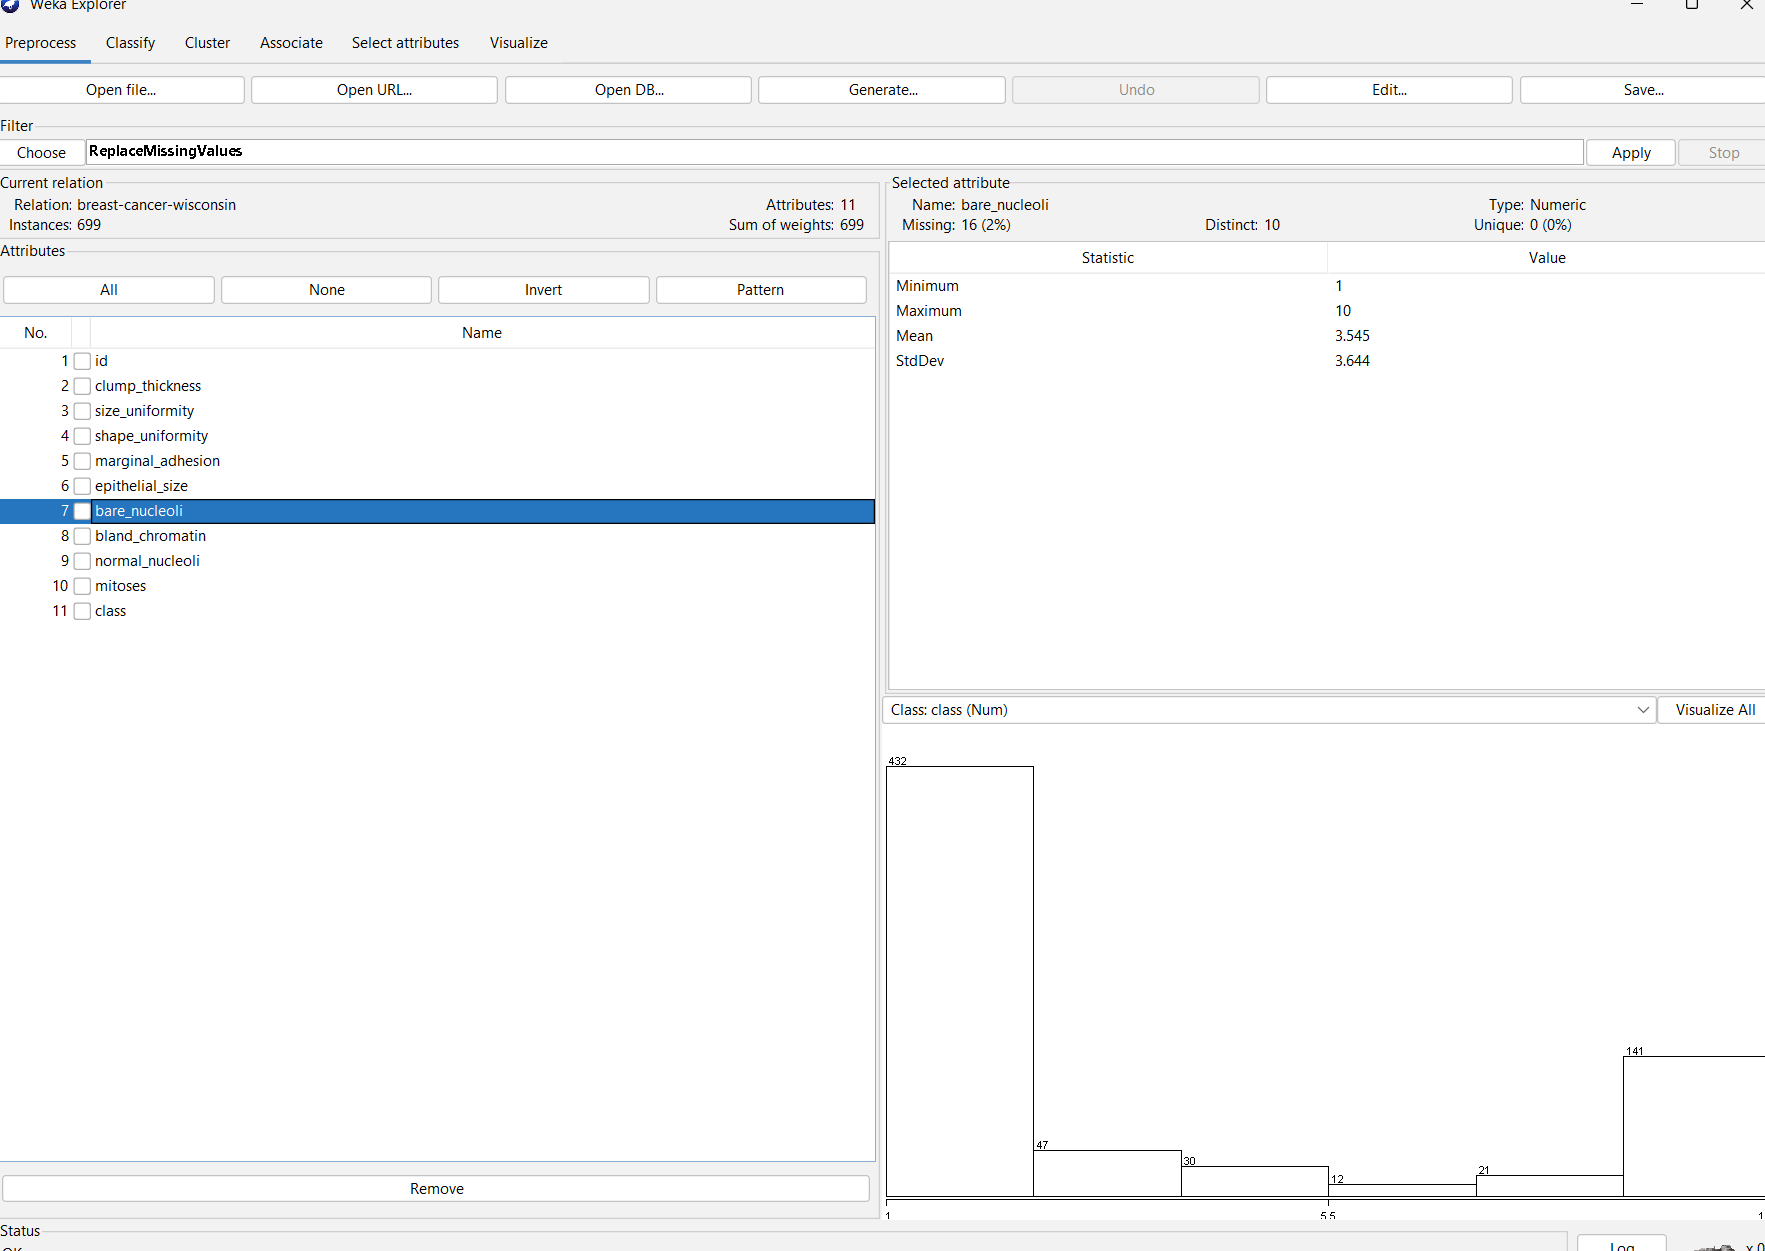 Weka Explorer
Preprocess Classify Cluster Associate Select attributes Visualize
Open file... Open URL... Open DB... Generate... Undo Edit... Save...
Filter
Choose ReplaceMissingValues Apply Stop
Current relation
Relation: breast-cancer-wisconsin Attributes: 11
Instances: 699 Sum of weights: 699
Attributes
All None Invert Pattern
No. Name
1 id
2 clump_thickness
3 size_uniformity
4 shape_uniformity
5 marginal_adhesion
6 epithelial_size
7 bare_nucleoli
8 bland_chromatin
9 normal_nucleoli
10 mitoses
11 class
Remove
Selected attribute
Name: bare_nucleoli Type: Numeric
Missing: 16 (2%) Distinct: 10 Unique: 0 (0%)
Statistic Value
Minimum 1
Maximum 10
Mean 3.545
StdDev 3.644
Class: class (Num) Visualize All
432
47
30
12
21
141
1 5.5 1
Status
OK
Log x 0